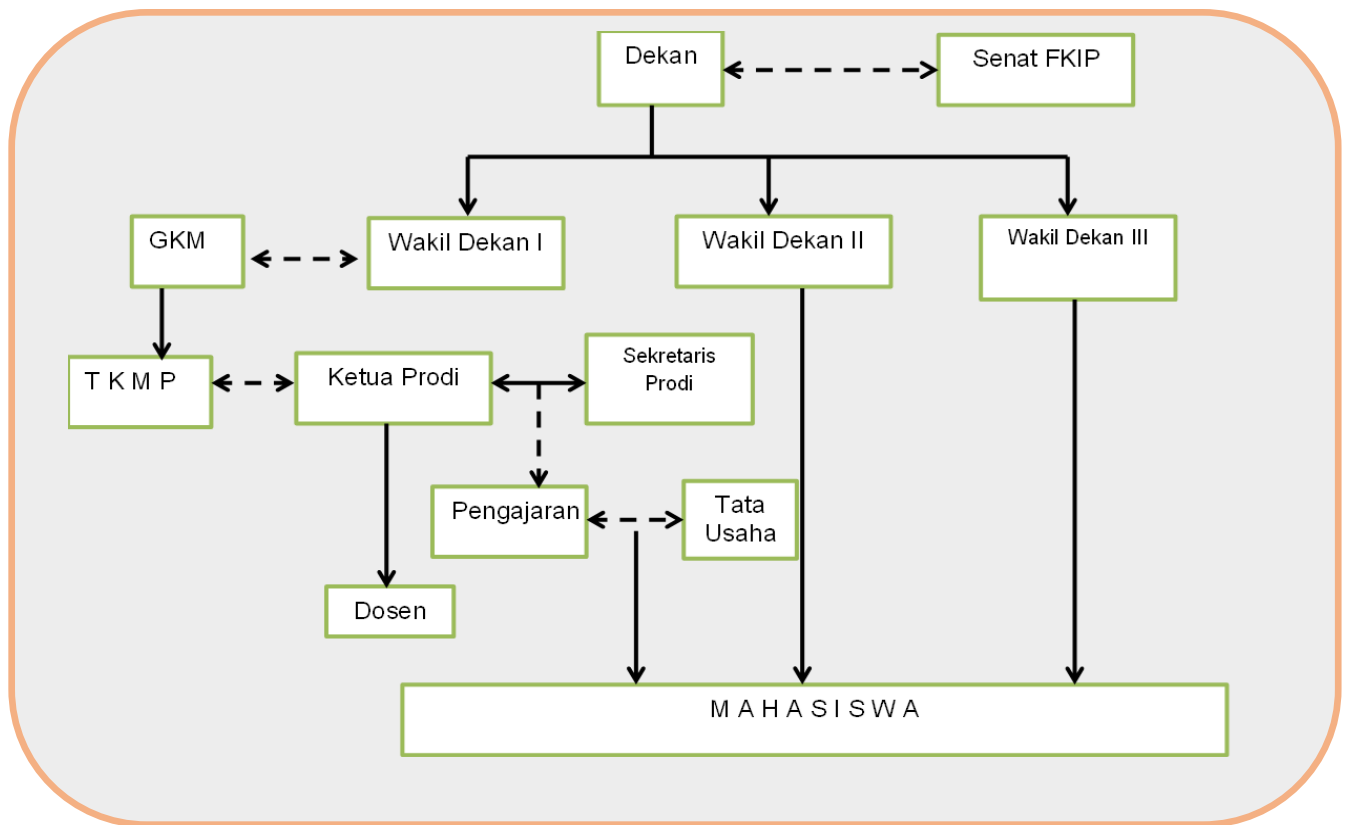 Dekan
Senat FKIP
GKM
Wakil Dekan I
Wakil Dekan II
Wakil Dekan III
T K M P
Ketua Prodi
Sekretaris
Prodi
Pengajaran
Tata
Usaha
Dosen
M A H A S I S W A